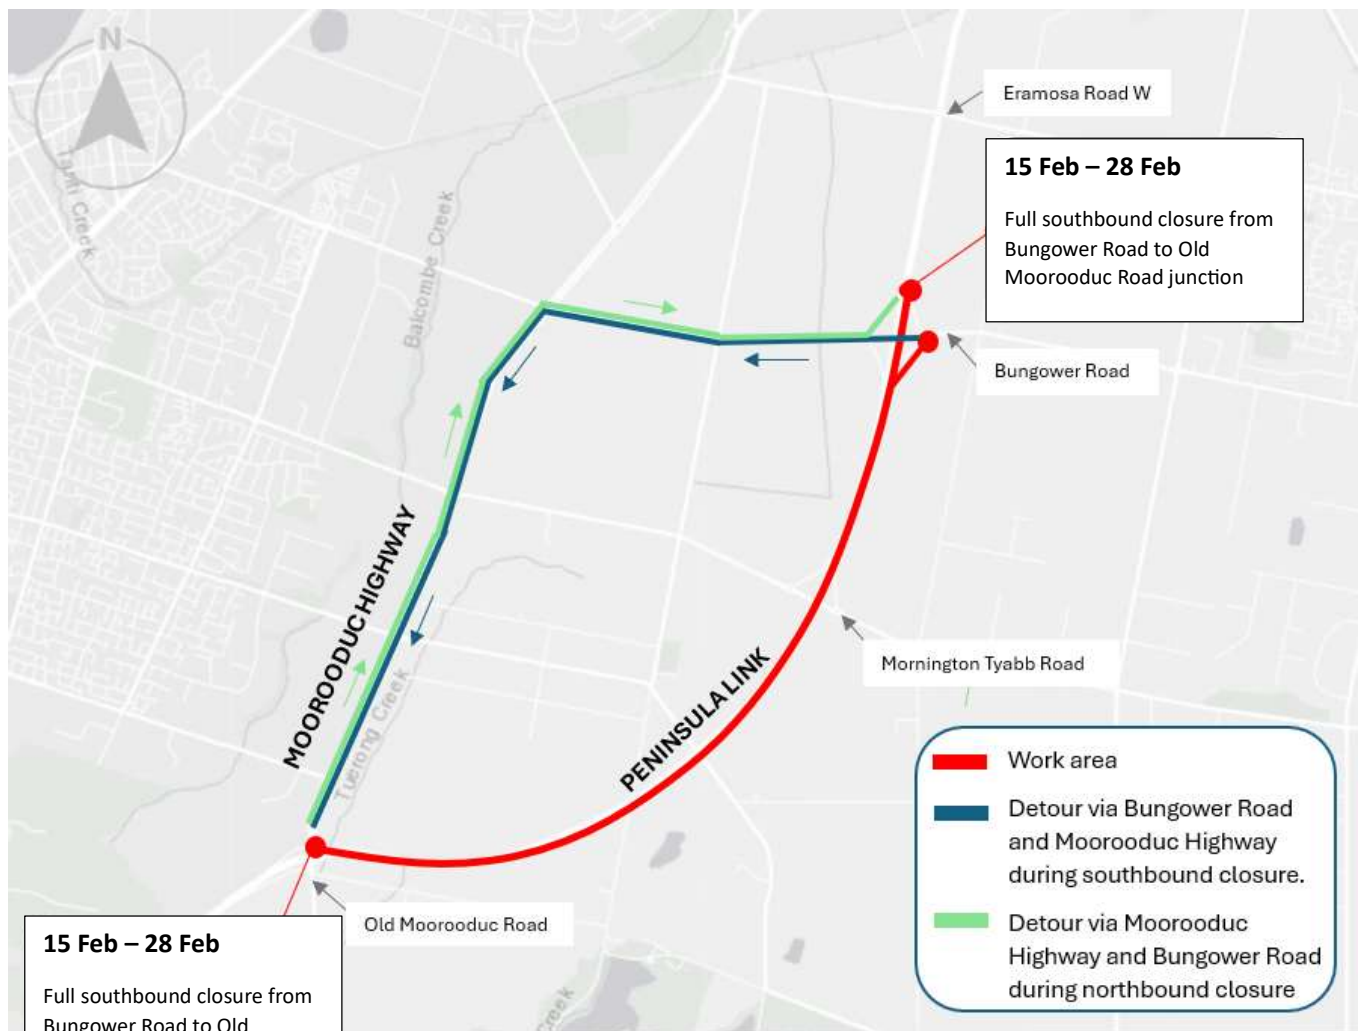 N
Eramosa Road W
15 Feb – 28 Feb
Full southbound closure from
Bungower Road to Old
Moorooduc Road junction
Tanti Creek
Balcombe Creek
Bungower Road
MOOROODUC HIGHWAY
Mornington Tyabb Road
PENINSULA LINK
Tuerong Creek
Work area
Detour via Bungower Road
and Moorooduc Highway
during southbound closure.
Detour via Moorooduc
Highway and Bungower Road
during northbound closure
Old Moorooduc Road
15 Feb – 28 Feb
Full southbound closure from
Bungower Road to Old
Creek